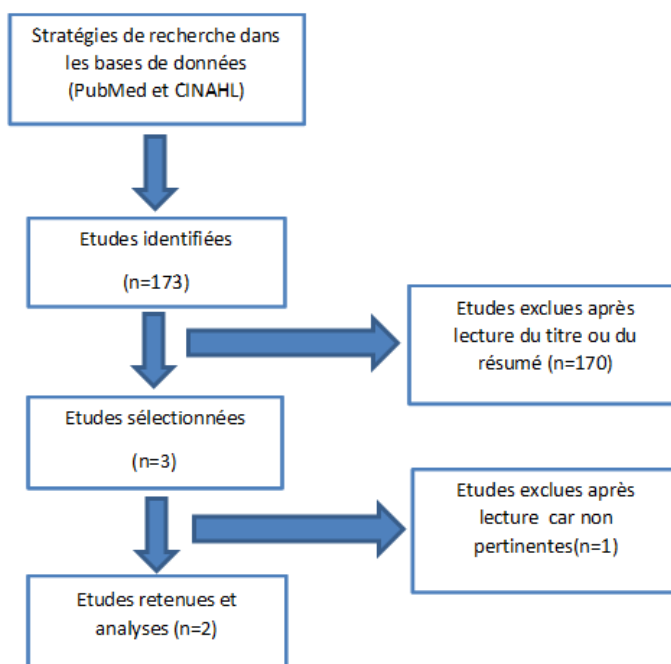 Stratégies de recherche dans
les bases de données
(PubMed et CINAHL)
Etudes identifiées
(n=173)
Etudes exclues après
lecture du titre ou du
résumé (n=170)
Etudes sélectionnées
(n=3)
Etudes exclues après
lecture car non
pertinentes(n=1)
Etudes retenues et
analyses (n=2)